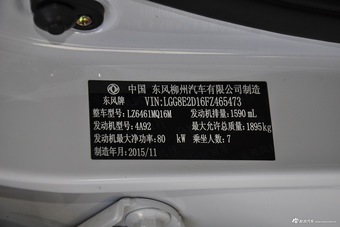 中国 东风柳州汽车有限公司制造
东风牌 VIN:LGG8E2D16FZ465473
整车型号:LZ6461MQ16M 发动机排量:1590 mL
发动机型号:4A92 最大允许总质量:1895kg
发动机最大净功率:80 kW 乘坐人数:7
制造年月:2015/11